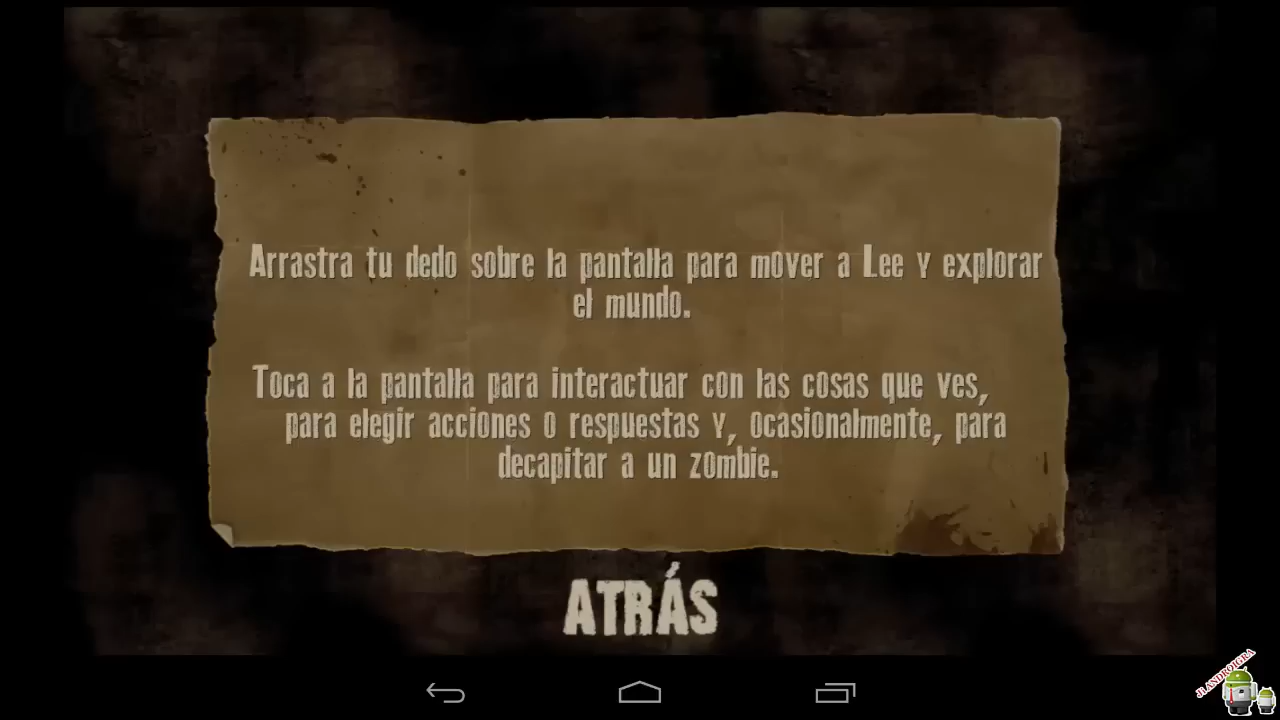 Arrastra tu dedo sobre la pantalla para mover a Lee y explorar
el mundo.
Toca a la pantalla para interactuar con las cosas que ves,
para elegir acciones o respuestas y, ocasionalmente, para
decapitar a un zombie.
ATRÁS